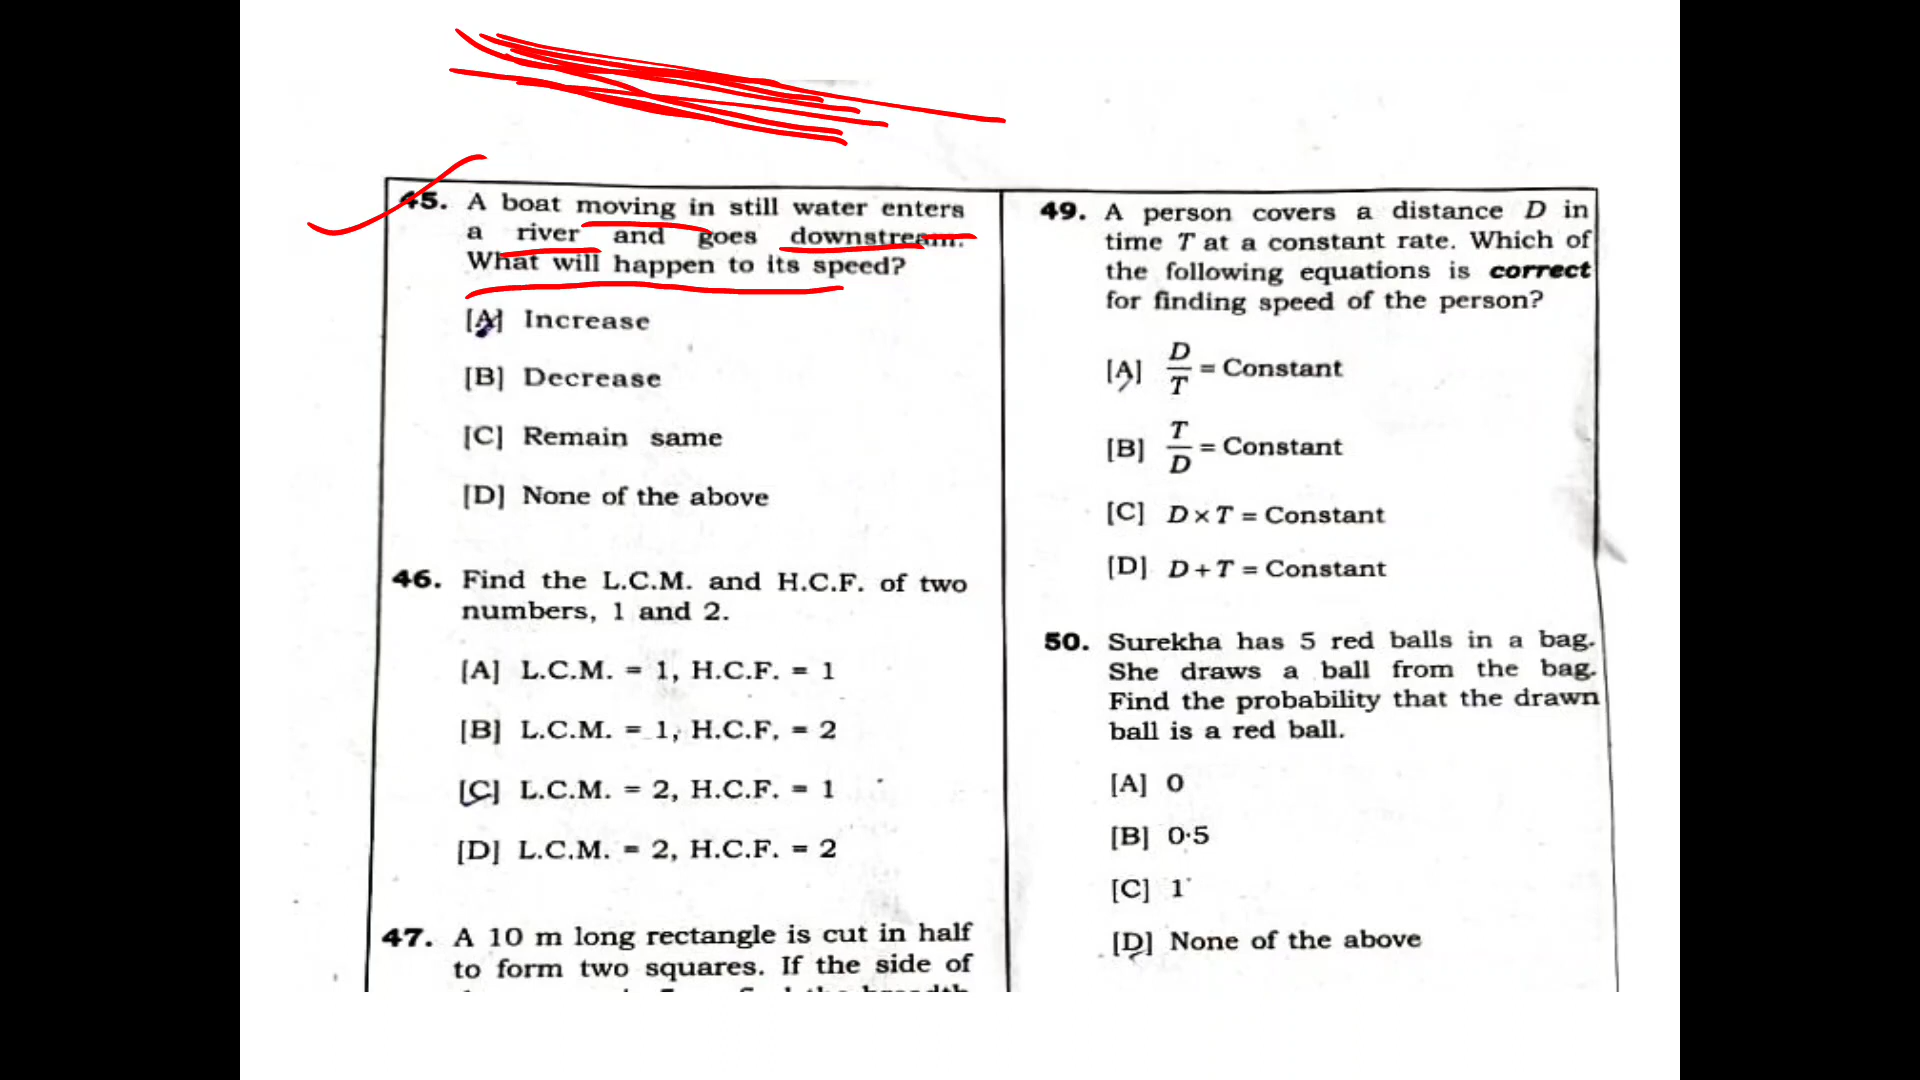 45. A boat moving in still water enters
a river and goes downstream.
What will happen to its speed?
[A] Increase
[B] Decrease
[C] Remain same
[D] None of the above
46. Find the L.C.M. and H.C.F. of two
numbers, 1 and 2.
[A] L.C.M. = 1, H.C.F. = 1
[B] L.C.M. = 1, H.C.F. = 2
[C] L.C.M. = 2, H.C.F. = 1
[D] L.C.M. = 2, H.C.F. = 2
47. A 10 m long rectangle is cut in half
to form two squares. If the side of
49. A person covers a distance D in
time T at a constant rate. Which of
the following equations is correct
for finding speed of the person?
[A] D/T = Constant
[B] T/D = Constant
[C] D × T = Constant
[D] D + T = Constant
50. Surekha has 5 red balls in a bag.
She draws a ball from the bag.
Find the probability that the drawn
ball is a red ball.
[A] 0
[B] 0·5
[C] 1
[D] None of the above